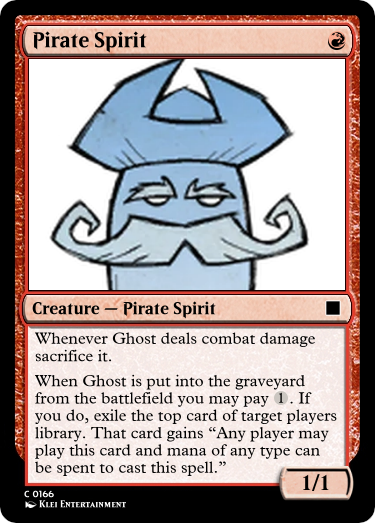 Pirate Spirit
Creature — Pirate Spirit
Whenever Ghost deals combat damage
sacrifice it.
When Ghost is put into the graveyard
from the battlefield you may pay 1. If
you do, exile the top card of target players
library. That card gains “Any player may
play this card and mana of any type can
be spent to cast this spell.”
1/1
C 0166
Klei Entertainment